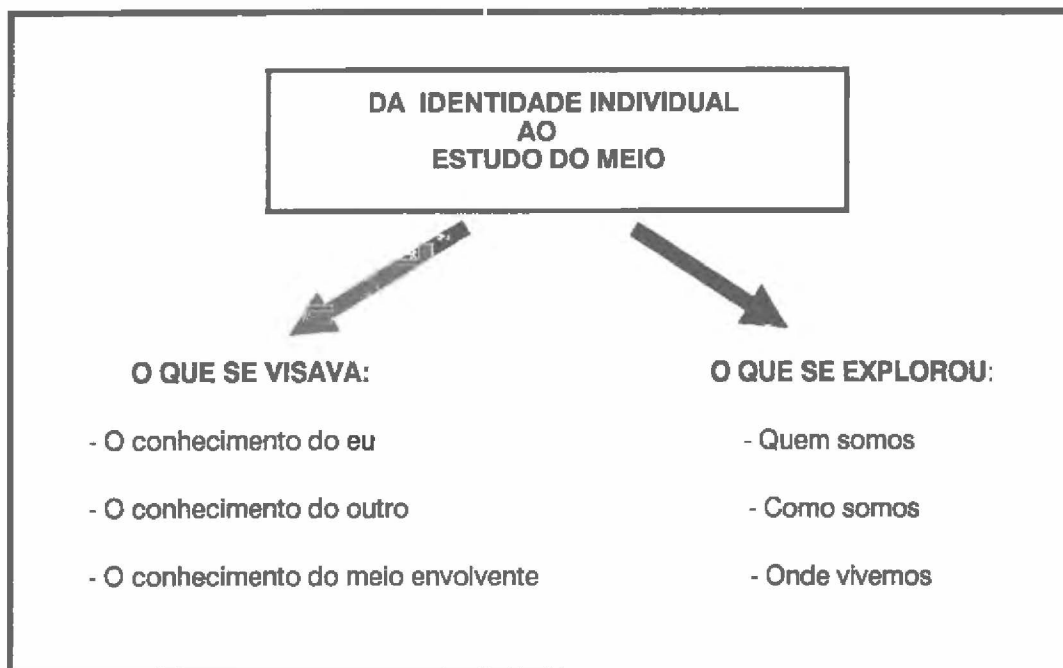 DA IDENTIDADE INDIVIDUAL
AO
ESTUDO DO MEIO
O QUE SE VISAVA:
- O conhecimento do eu
- O conhecimento do outro
- O conhecimento do meio envolvente
O QUE SE EXPLOROU:
- Quem somos
- Como somos
- Onde vivemos